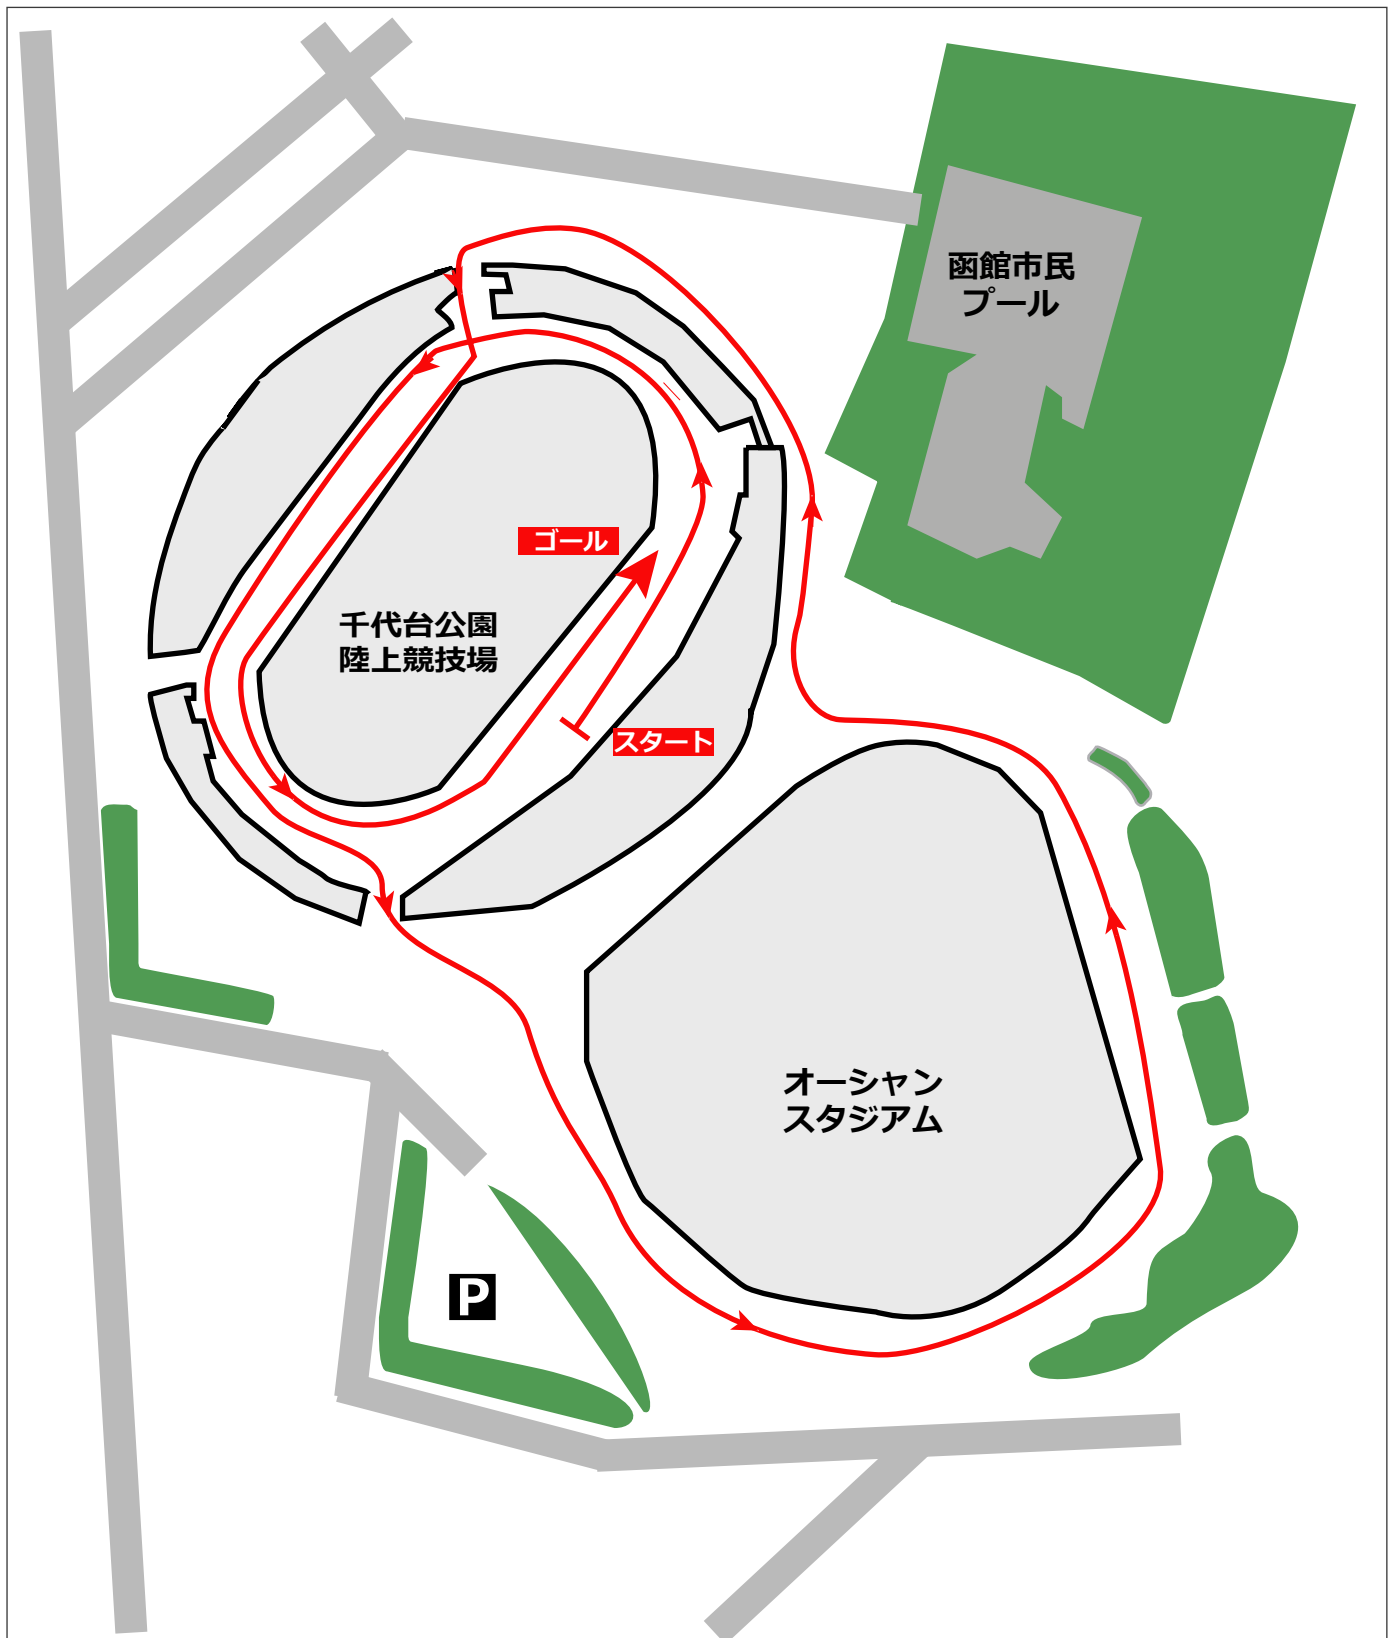 函館市民
プール
ゴール
千代台公園
陸上競技場
スタート
オーシャン
スタジアム
P